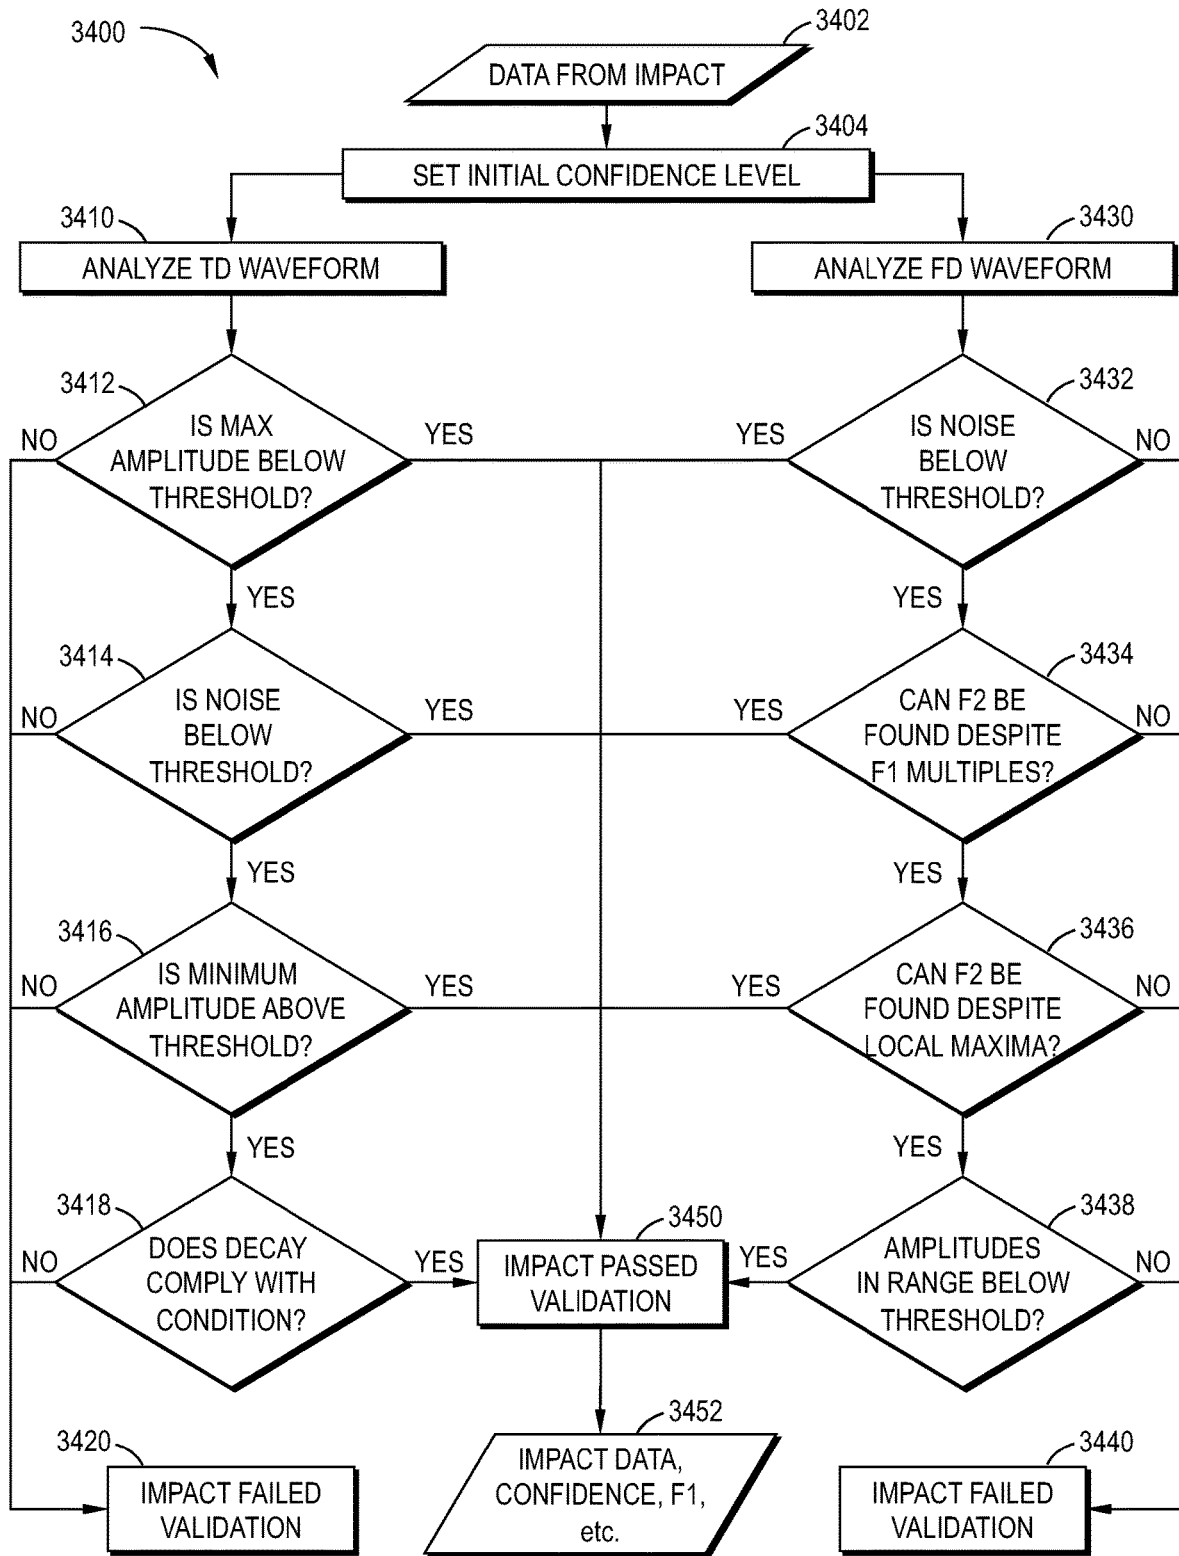 3400
3402
DATA FROM IMPACT
3404
SET INITIAL CONFIDENCE LEVEL
3410
ANALYZE TD WAVEFORM
3430
ANALYZE FD WAVEFORM
3412
NO
IS MAX
AMPLITUDE BELOW
THRESHOLD?
YES
YES
3432
YES
IS NOISE
BELOW
THRESHOLD?
NO
YES
3414
NO
IS NOISE
BELOW
THRESHOLD?
YES
YES
3434
YES
CAN F2 BE
FOUND DESPITE
F1 MULTIPLES?
NO
YES
3416
NO
IS MINIMUM
AMPLITUDE ABOVE
THRESHOLD?
YES
YES
3436
YES
CAN F2 BE
FOUND DESPITE
LOCAL MAXIMA?
NO
YES
3418
NO
DOES DECAY
COMPLY WITH
CONDITION?
YES
3450
IMPACT PASSED
VALIDATION
3438
YES
AMPLITUDES
IN RANGE BELOW
THRESHOLD?
NO
3420
IMPACT FAILED
VALIDATION
3452
IMPACT DATA,
CONFIDENCE, F1,
etc.
3440
IMPACT FAILED
VALIDATION